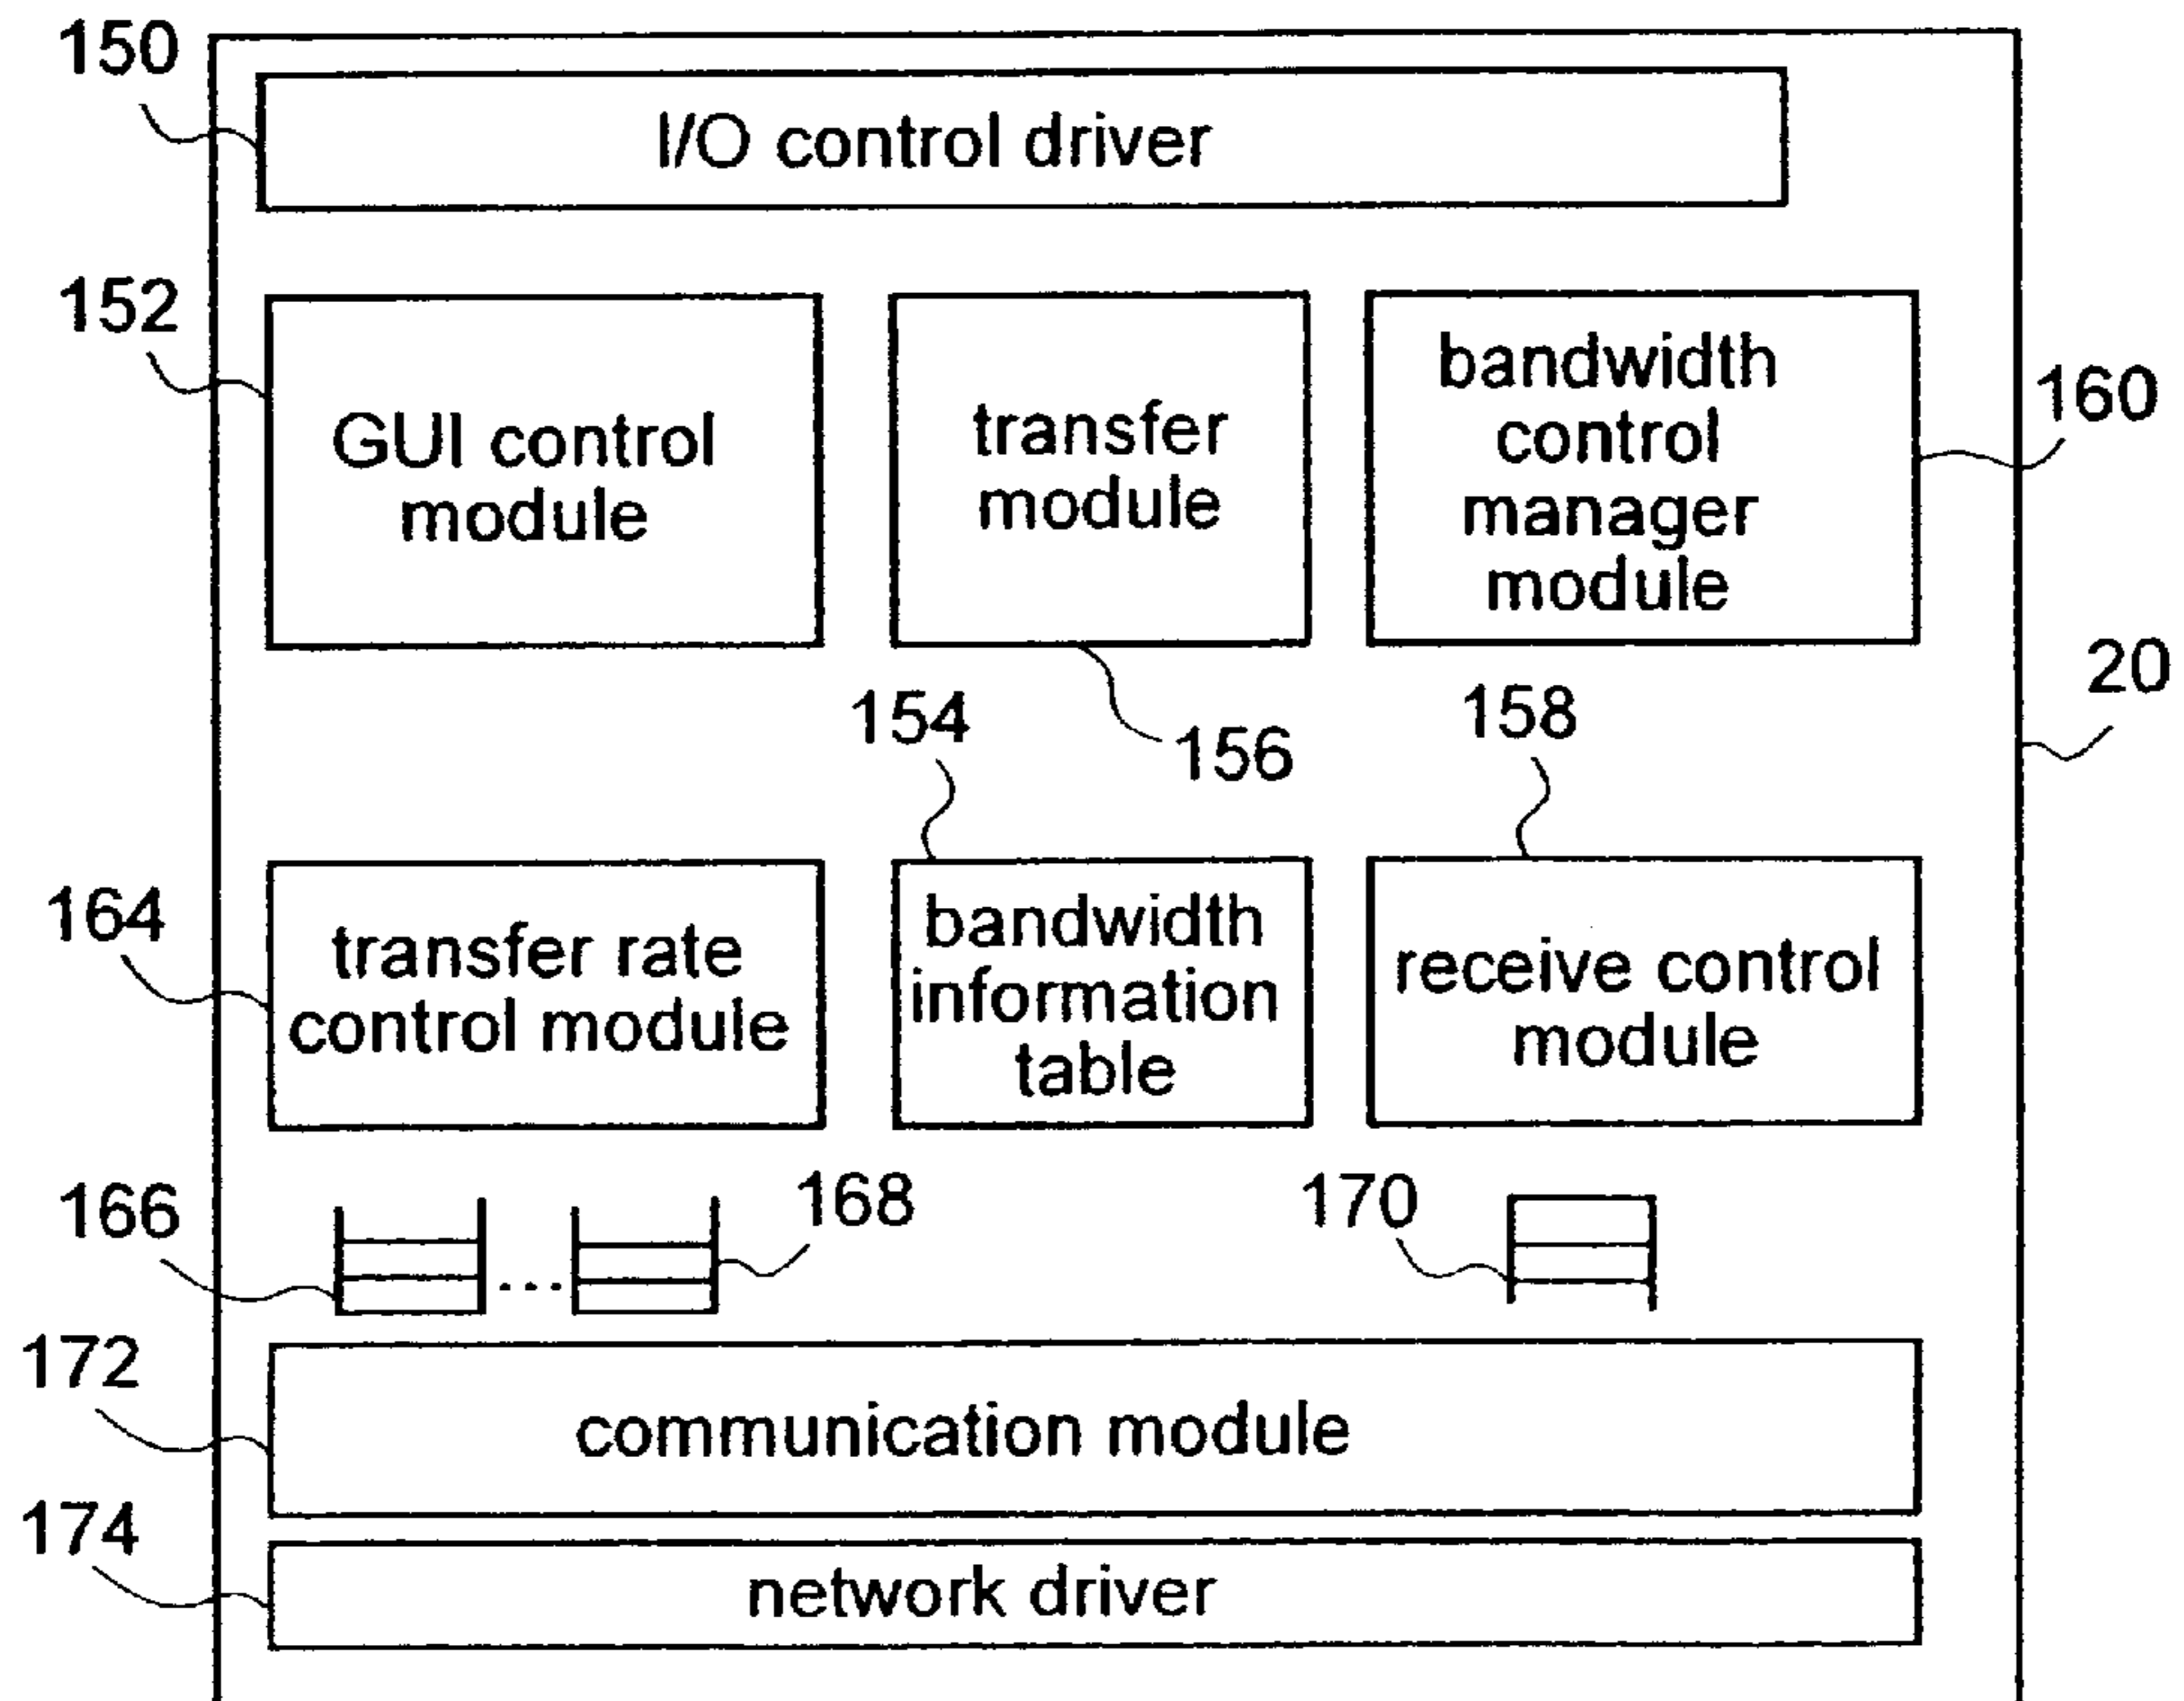 150
I/O control driver
152
GUI control
module
transfer
module
bandwidth
control
manager
module
160
20
154
156
158
164
transfer rate
control module
bandwidth
information
table
receive control
module
166
...
168
170
172
communication module
174
network driver